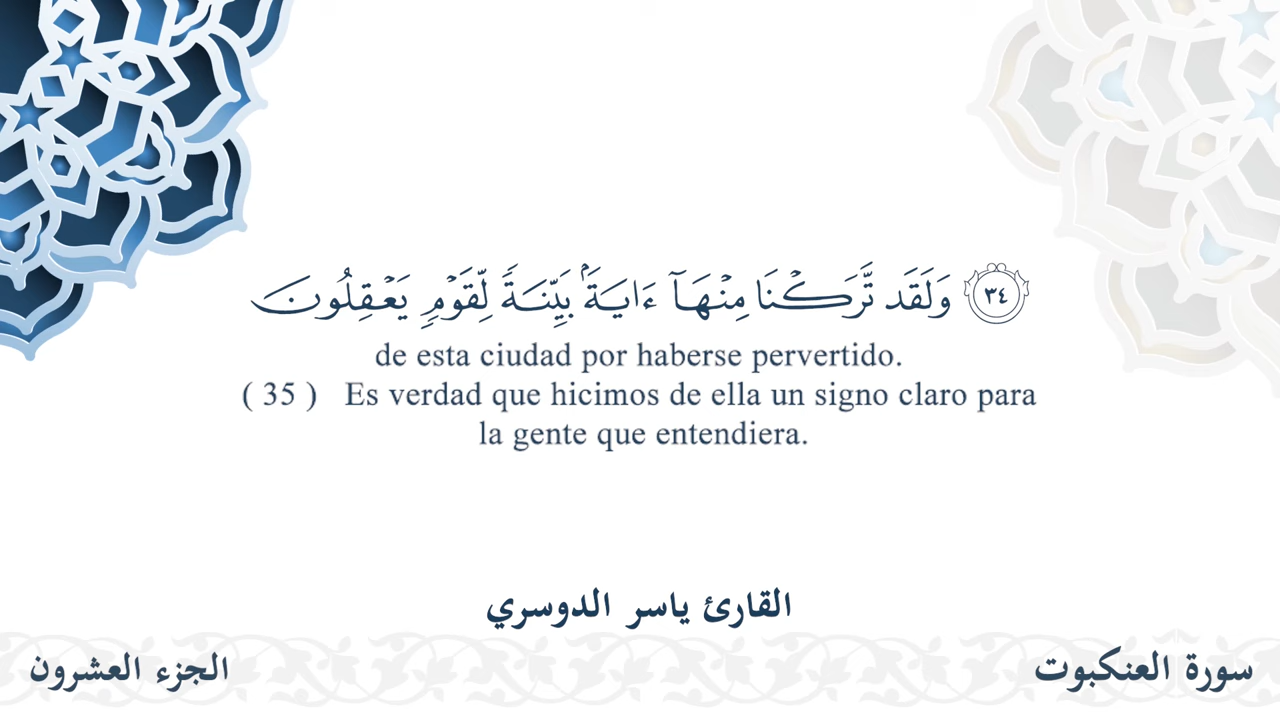 ٣٤ وَلَقَد تَّرَكۡنَا مِنۡهَآ ءَايَةَۢ بَيِّنَةٗ لِّقَوۡمٖ يَعۡقِلُونَ
de esta ciudad por haberse pervertido.
( 35 ) Es verdad que hicimos de ella un signo claro para
la gente que entendiera.
القارئ ياسر الدوسري
سورة العنكبوت
الجزء العشرون